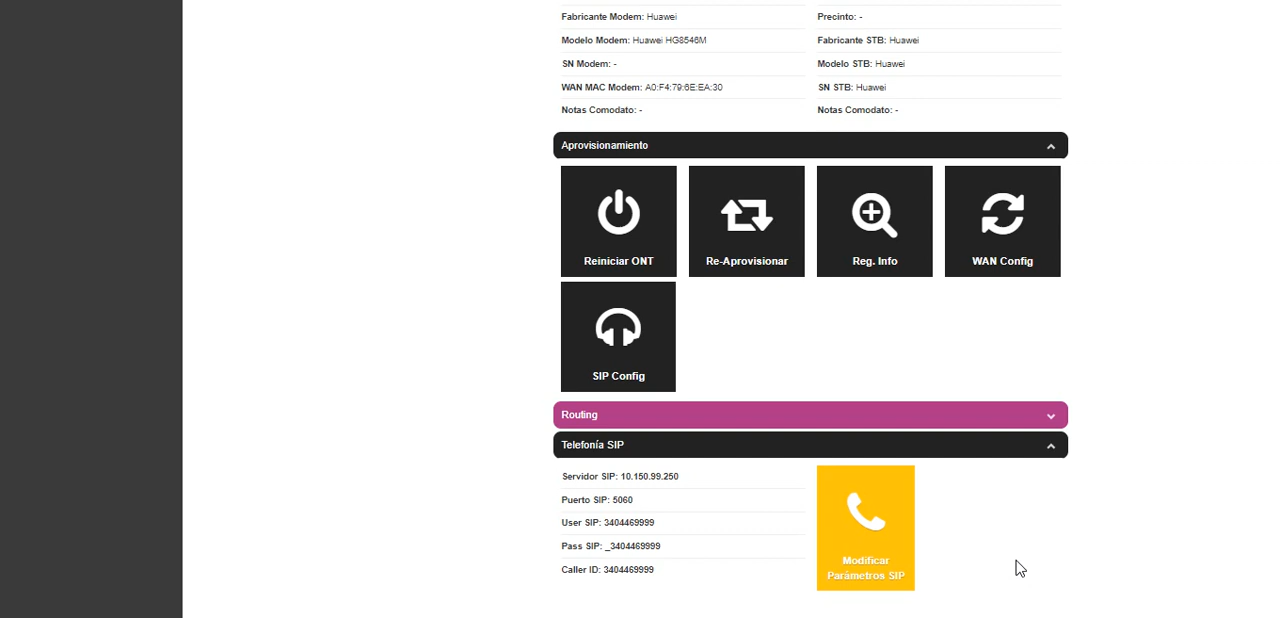 Fabricante Modem: Huawei
Precinto: -
Modelo Modem: Huawei HG8546M
Fabricante STB: Huawei
SN Modem: -
Modelo STB: Huawei
WAN MAC Modem: A0:F4:79:6E:EA:30
SN STB: Huawei
Notas Comodato: -
Notas Comodato: -
Aprovisionamiento
Reiniciar ONT
Re-Aprovisionar
Reg. Info
WAN Config
SIP Config
Routing
Telefonía SIP
Servidor SIP: 10.150.99.250
Puerto SIP: 5060
User SIP: 3404469999
Pass SIP: _3404469999
Caller ID: 3404469999
Modificar
Parámetros SIP